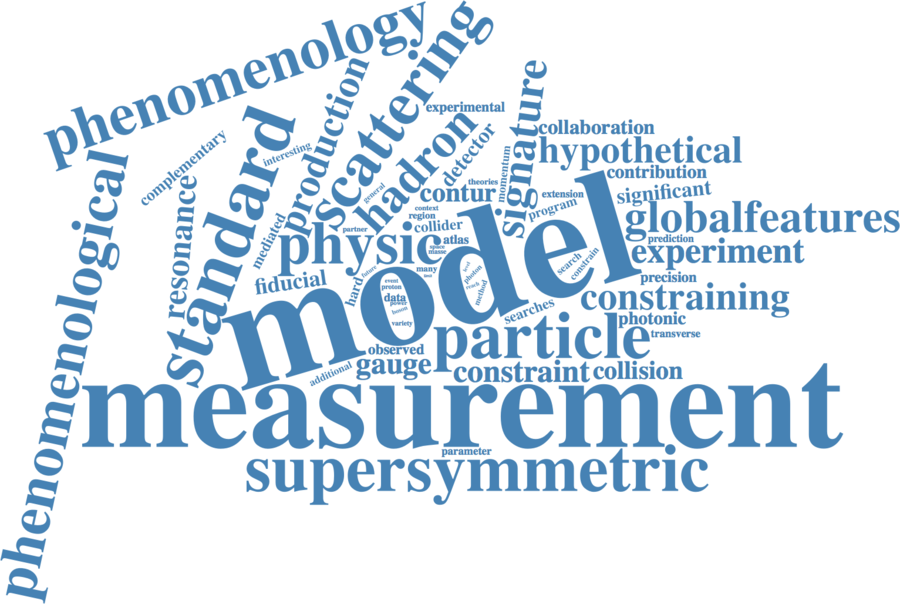 phenomenology
scattering
production
standard
phenomenological
complementary
interesting
resonance
mediated
experimental
hadron
detector
signature
collaboration
hypothetical
contribution
significant
globalfeatures
prediction
experiment
precision
constraining
photonic
transverse
theories
momentum
general
contur
context
region
collider
extension
program
partner
physic
atlas
space
many
future
fiducial
hard
model
event
proton
data
power
boson
variety
level
photon
reach
method
search
constrain
searches
observed
particle
additional
gauge
constraint
collision
measurement
parameter
supersymmetric